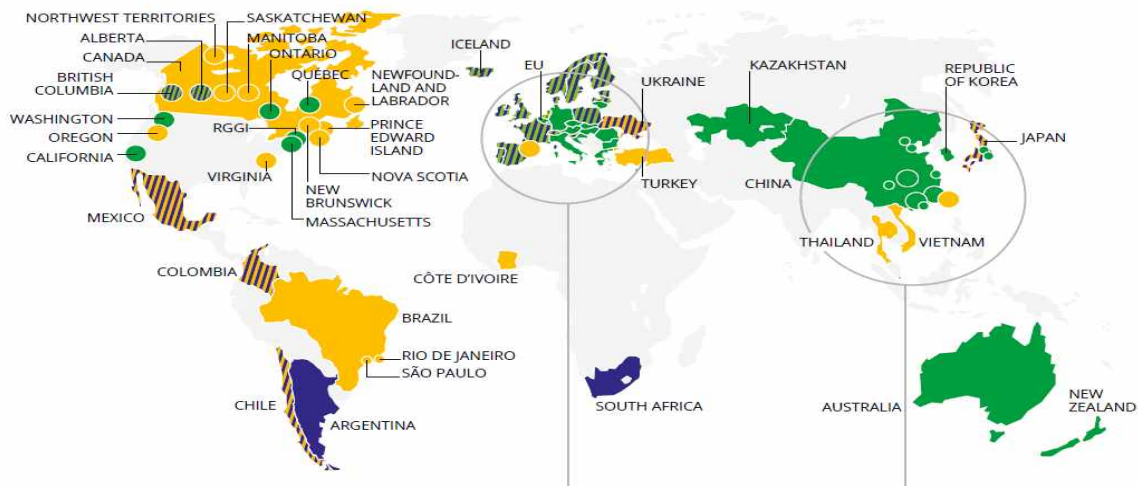 NORTHWEST TERRITORIES
SASKATCHEWAN
ALBERTA
MANITOBA
CANADA
ONTARIO
BRITISH
COLUMBIA
QUÉBEC
NEWFOUND-
LAND AND
LABRADOR
WASHINGTON
OREGON
RGGI
PRINCE
EDWARD
ISLAND
CALIFORNIA
VIRGINIA
NOVA SCOTIA
NEW
BRUNSWICK
MEXICO
MASSACHUSETTS
ICELAND
EU
UKRAINE
KAZAKHSTAN
REPUBLIC
OF KOREA
JAPAN
TURKEY
CHINA
THAILAND
VIETNAM
COLOMBIA
CÔTE D'IVOIRE
BRAZIL
RIO DE JANEIRO
SÃO PAULO
CHILE
ARGENTINA
SOUTH AFRICA
AUSTRALIA
NEW
ZEALAND